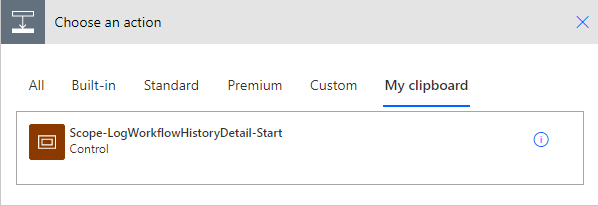 Choose an action
All Built-in Standard Premium Custom My clipboard
Scope-LogWorkflowHistoryDetail-Start
Control